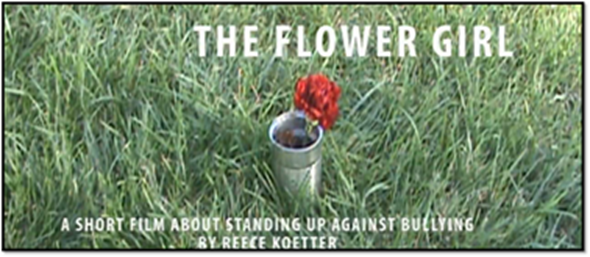 THE FLOWER GIRL
A SHORT FILM ABOUT STANDING UP AGAINST BULLYING
BY REECE KOETTER